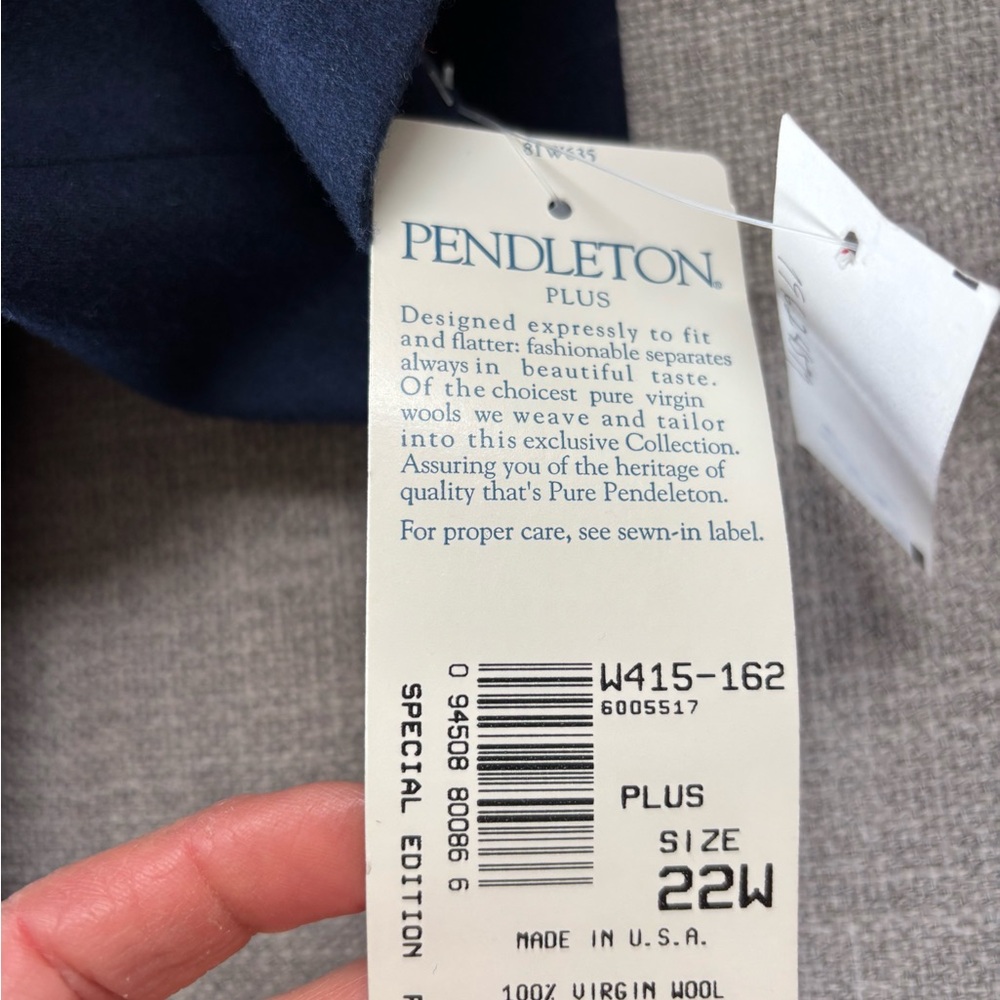 81W635
PENDLETON®
PLUS
Designed expressly to fit
and flatter: fashionable separates
always in beautiful taste.
Of the choicest pure virgin
wools we weave and tailor
into this exclusive Collection.
Assuring you of the heritage of
quality that's Pure Pendeleton.
For proper care, see sewn-in label.
W415-162
6005517
0 94508 80086 6
SPECIAL EDITION
PLUS
SIZE
22W
MADE IN U.S.A.
100% VIRGIN WOOL